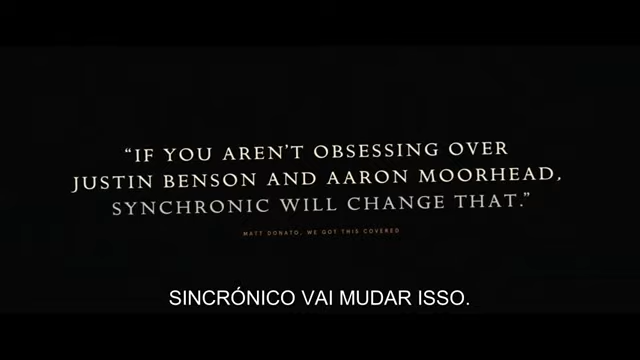 “IF YOU AREN’T OBSESSING OVER
JUSTIN BENSON AND AARON MOORHEAD,
SYNCHRONIC WILL CHANGE THAT.”
MATT DONATO, WE GOT THIS COVERED
SINCRÓNICO VAI MUDAR ISSO.